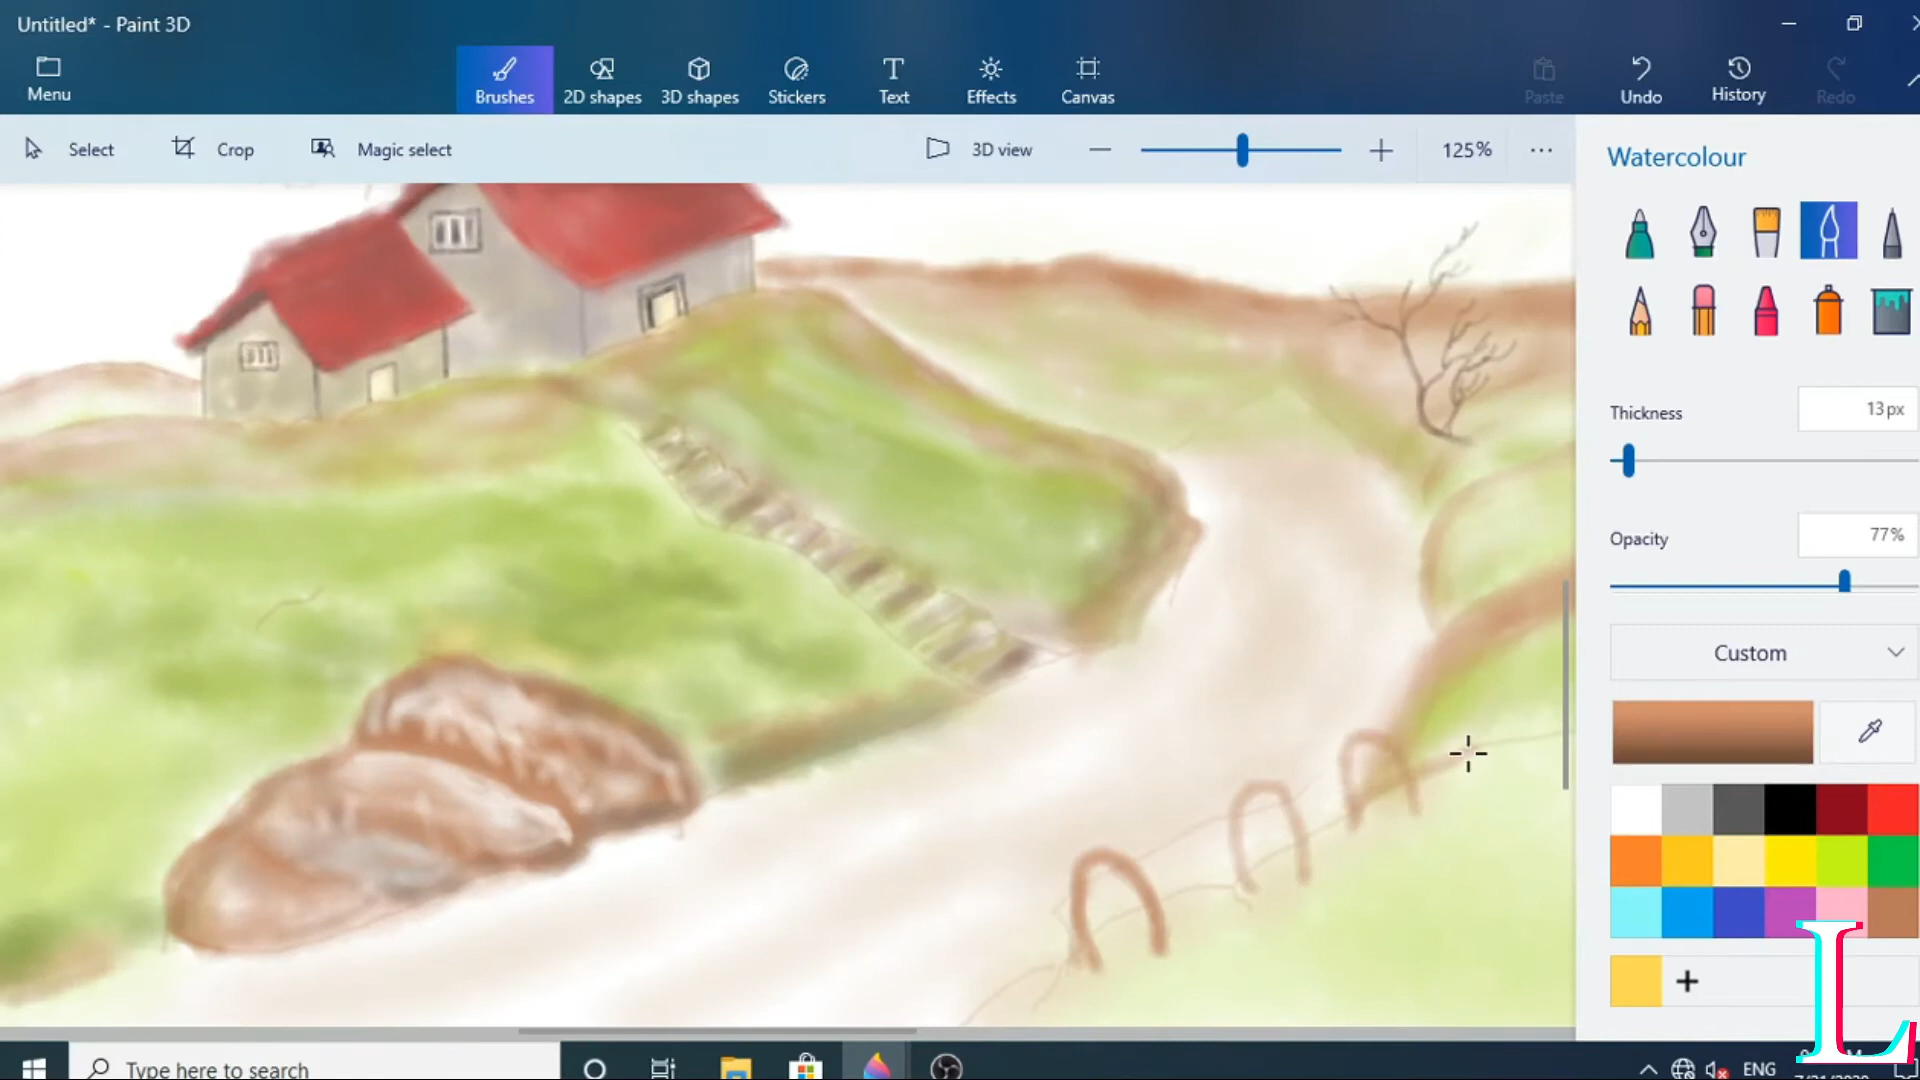 Untitled* - Paint 3D
Menu
Brushes
2D shapes
3D shapes
Stickers
Text
Effects
Canvas
Paste
Undo
History
Redo
Select
Crop
Magic select
3D view
125%
Watercolour
Thickness
13px
Opacity
77%
Custom
L
Type here to search
ENG